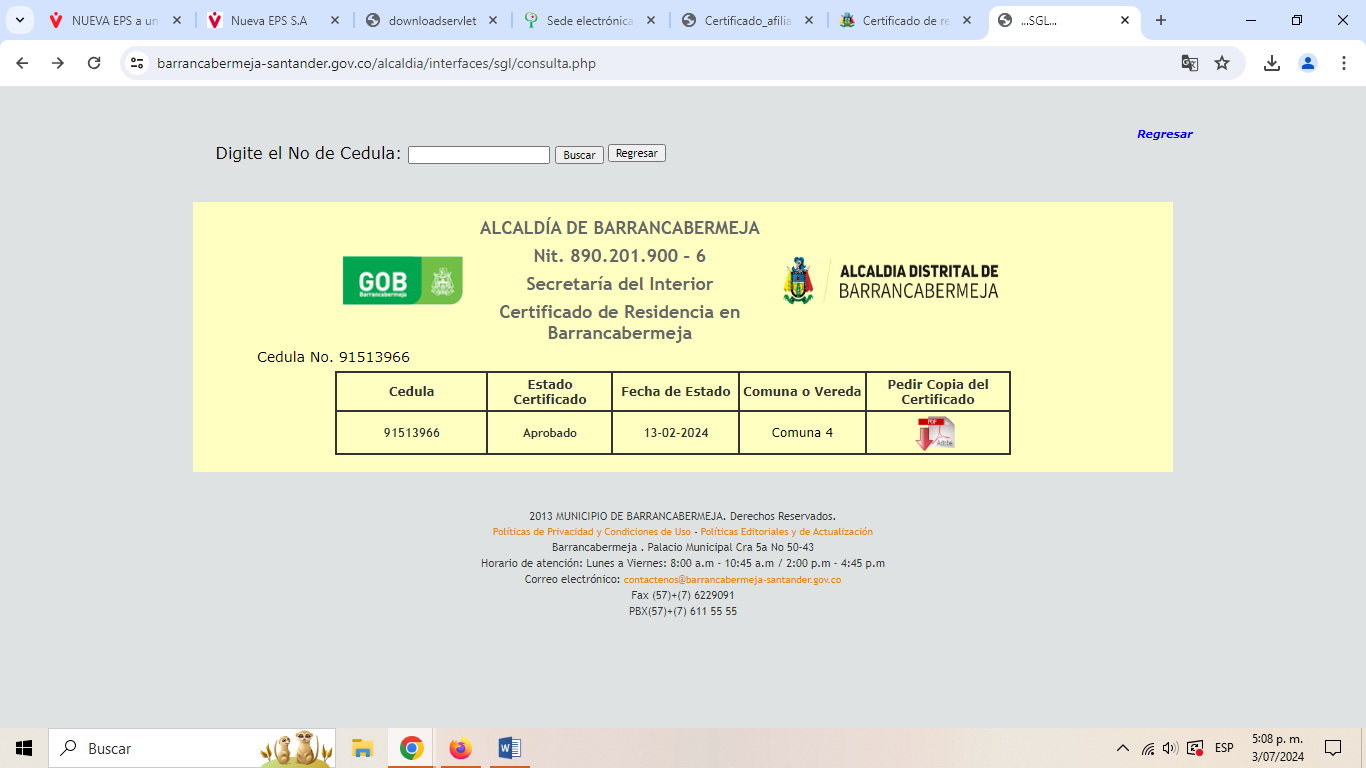 NUEVA EPS a un
Nueva EPS S.A
downloadservlet
Sede electrónica
Certificado_afilia
Certificado de re
...SGL...
barrancabermeja-santander.gov.co/alcaldia/interfaces/sgl/consulta.php
Regresar
Digite el No de Cedula: Buscar Regresar
ALCALDÍA DE BARRANCABERMEJA
Nit. 890.201.900 - 6
Secretaría del Interior
Certificado de Residencia en
Barrancabermeja
GOB
Barrancabermeja
ALCALDIA DISTRITAL DE
BARRANCABERMEJA
Cedula No. 91513966
Cedula
Estado
Certificado
Fecha de Estado
Comuna o Vereda
Pedir Copia del
Certificado
91513966
Aprobado
13-02-2024
Comuna 4
PDF
Adobe
2013 MUNICIPIO DE BARRANCABERMEJA. Derechos Reservados.
Políticas de Privacidad y Condiciones de Uso - Políticas Editoriales y de Actualización
Barrancabermeja . Palacio Municipal Cra 5a No 50-43
Horario de atención: Lunes a Viernes: 8:00 a.m - 10:45 a.m / 2:00 p.m - 4:45 p.m
Correo electrónico: contactenos@barrancabermeja-santander.gov.co
Fax (57)+(7) 6229091
PBX(57)+(7) 611 55 55
Buscar
ESP
5:08 p. m.
3/07/2024